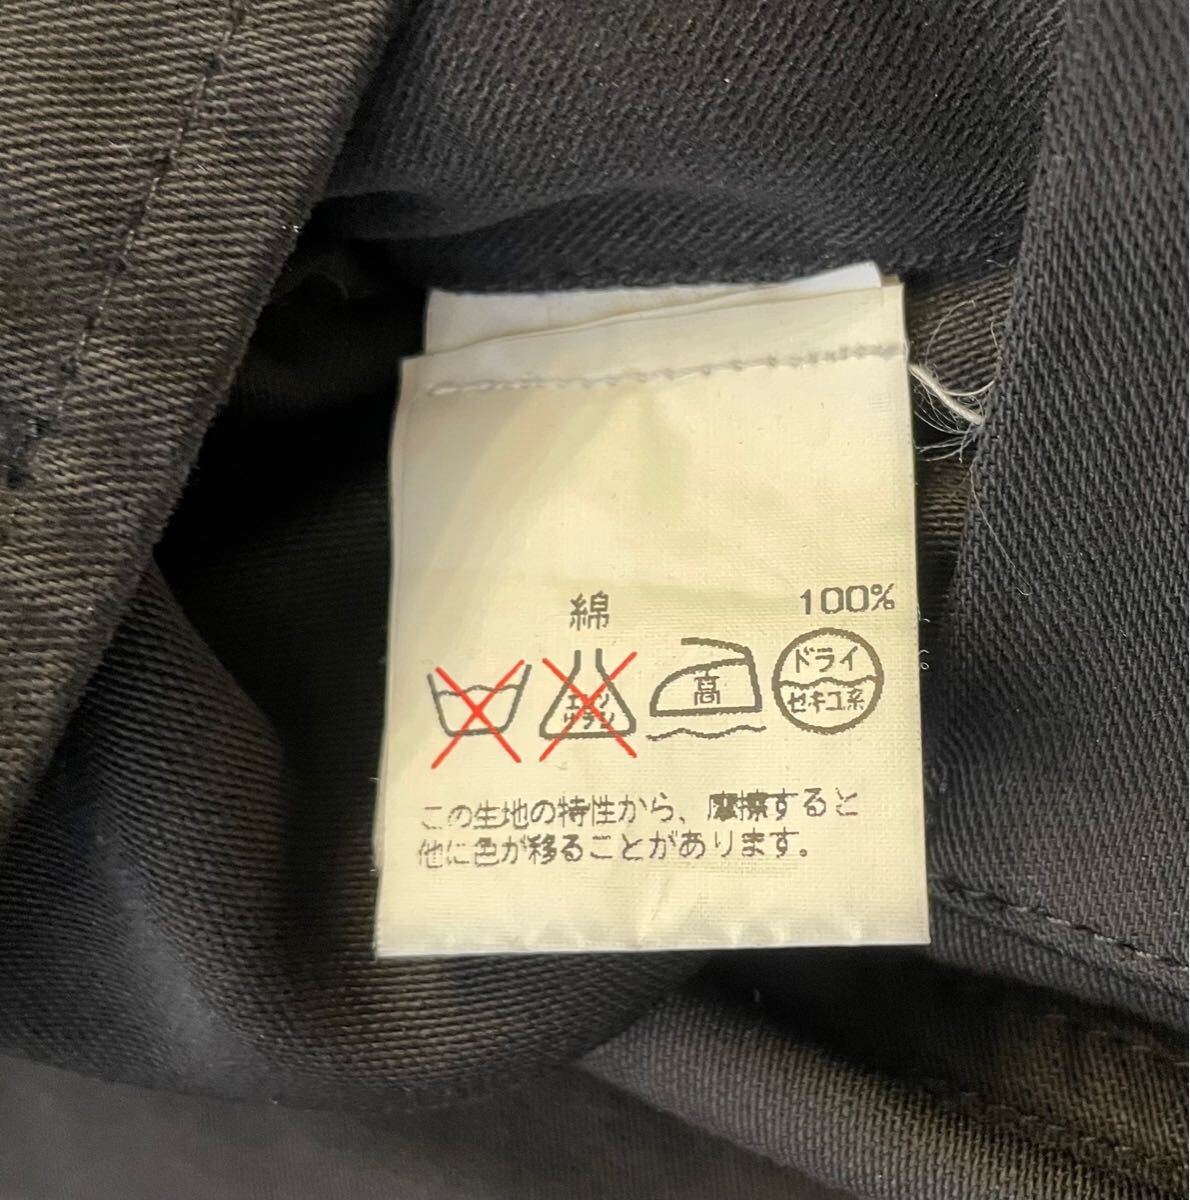 綿 100%
エンソ
サラシ
高
ドライ
セキユ系
この生地の特性から、摩擦すると
他に色が移ることがあります。